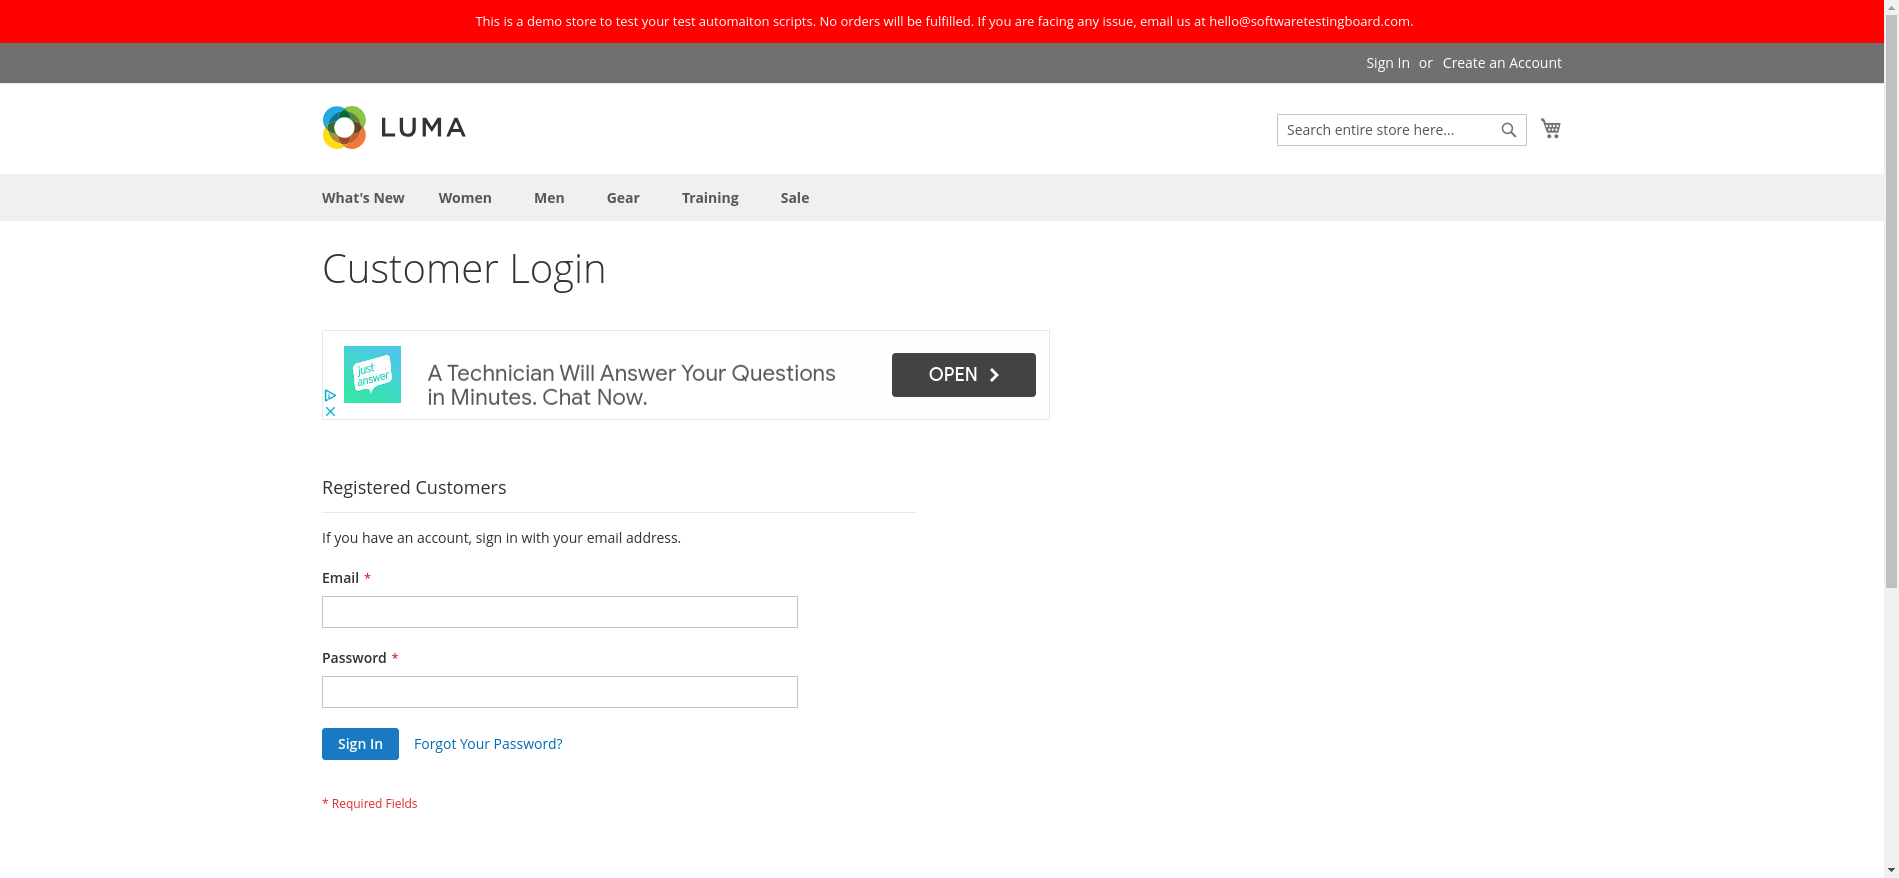 This is a demo store to test your test automaiton scripts. No orders will be fulfilled. If you are facing any issue, email us at hello@softwaretestingboard.com.
Sign In or Create an Account
LUMA
Search entire store here...
What's New Women Men Gear Training Sale
Customer Login
just
answer
A Technician Will Answer Your Questions
in Minutes. Chat Now.
OPEN
Registered Customers
If you have an account, sign in with your email address.
Email *
Password *
Sign In Forgot Your Password?
* Required Fields